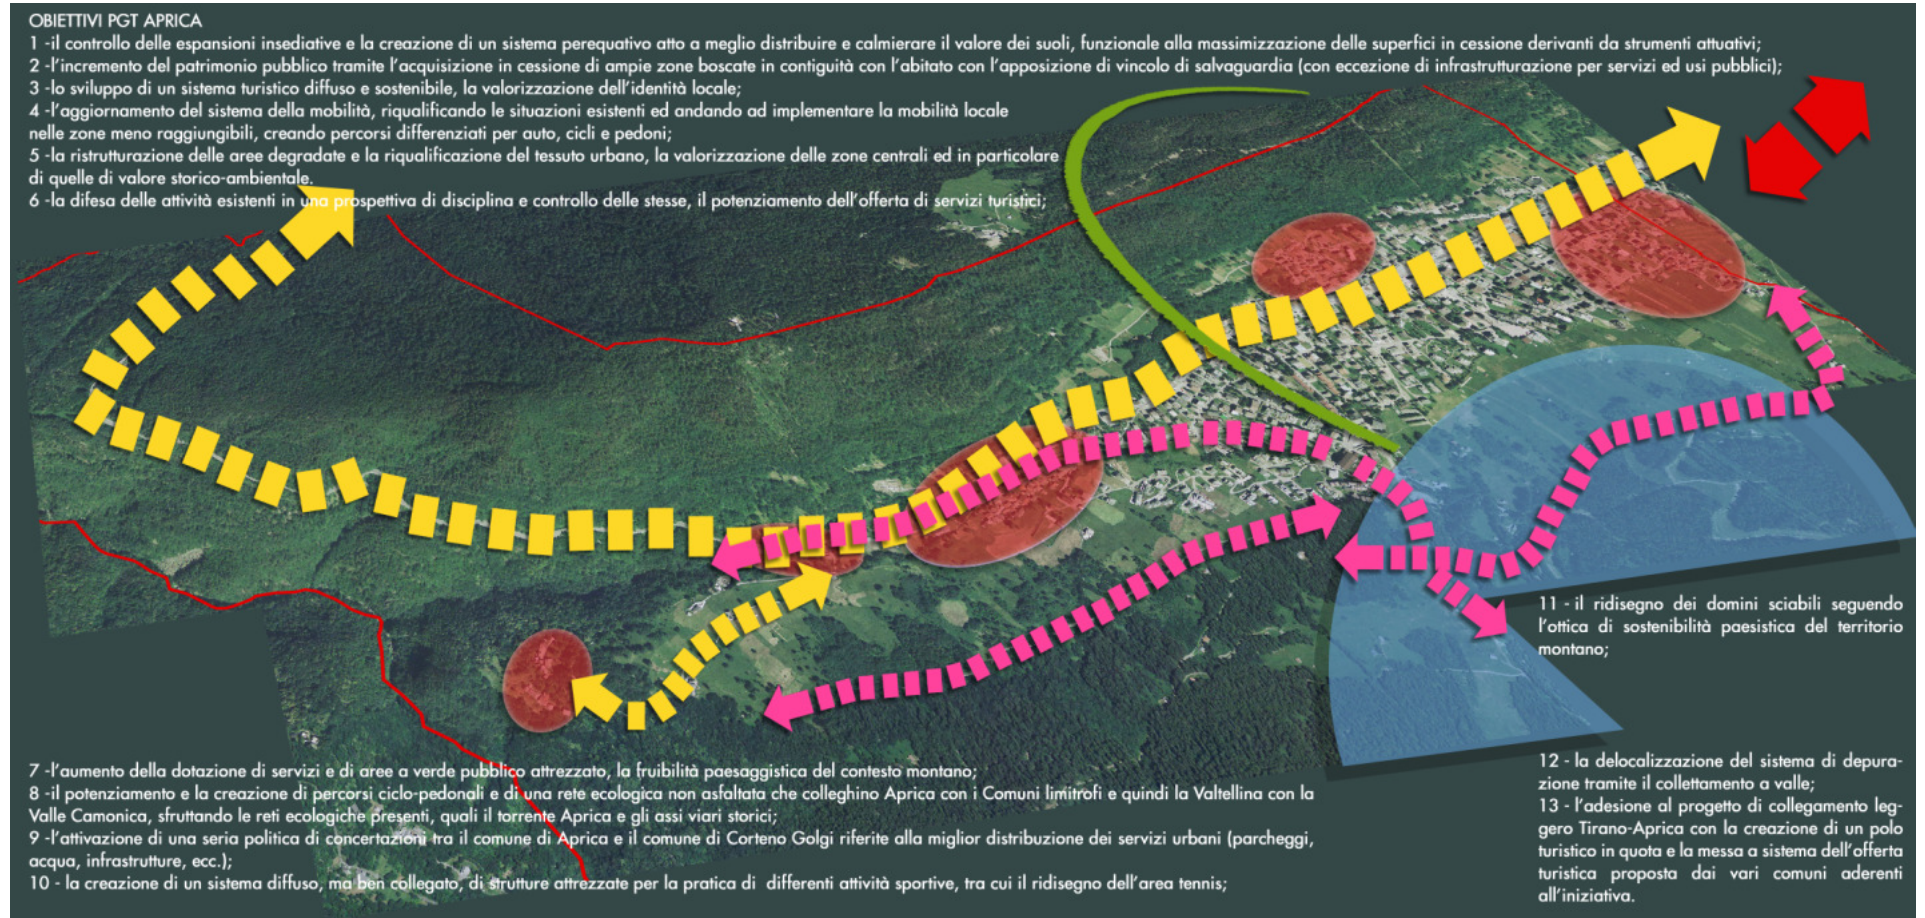 OBIETTIVI PGT APRICA
1 -il controllo delle espansioni insediative e la creazione di un sistema perequativo atto a meglio distribuire e calmierare il valore dei suoli, funzionale alla massimizzazione delle superfici in cessione derivanti da strumenti attuativi;
2 -l'incremento del patrimonio pubblico tramite l'acquisizione in cessione di ampie zone boscate in contiguità con l'abitato con l'apposizione di vincolo di salvaguardia (con eccezione di infrastrutturazione per servizi ed usi pubblici);
3 -lo sviluppo di un sistema turistico diffuso e sostenibile, la valorizzazione dell'identità locale;
4 -l'aggiornamento del sistema della mobilità, riqualificando le situazioni esistenti ed andando ad implementare la mobilità locale
nelle zone meno raggiungibili, creando percorsi differenziati per auto, cicli e pedoni;
5 -la ristrutturazione delle aree degradate e la riqualificazione del tessuto urbano, la valorizzazione delle zone centrali ed in particolare
di quelle di valore storico-ambientale.
6 -la difesa delle attività esistenti in una prospettiva di disciplina e controllo delle stesse, il potenziamento dell'offerta di servizi turistici;
7 -l'aumento della dotazione di servizi e di aree a verde pubblico attrezzato, la fruibilità paesaggistica del contesto montano;
8 -il potenziamento e la creazione di percorsi ciclo-pedonali e di una rete ecologica non asfaltata che colleghino Aprica con i Comuni limitrofi e quindi la Valtellina con la
Valle Camonica, sfruttando le reti ecologiche presenti, quali il torrente Aprica e gli assi viari storici;
9 -l'attivazione di una seria politica di concertazioni tra il comune di Aprica e il comune di Corteno Golgi riferite alla miglior distribuzione dei servizi urbani (parcheggi,
acqua, infrastrutture, ecc.);
10 - la creazione di un sistema diffuso, ma ben collegato, di strutture attrezzate per la pratica di differenti attività sportive, tra cui il ridisegno dell'area tennis;
11 - il ridisegno dei domini sciabili seguendo
l'ottica di sostenibilità paesistica del territorio
montano;
12 - la delocalizzazione del sistema di depura-
zione tramite il collettamento a valle;
13 - l'adesione al progetto di collegamento leg-
gero Tirano-Aprica con la creazione di un polo
turistico in quota e la messa a sistema dell'offerta
turistica proposta dai vari comuni aderenti
all'iniziativa.